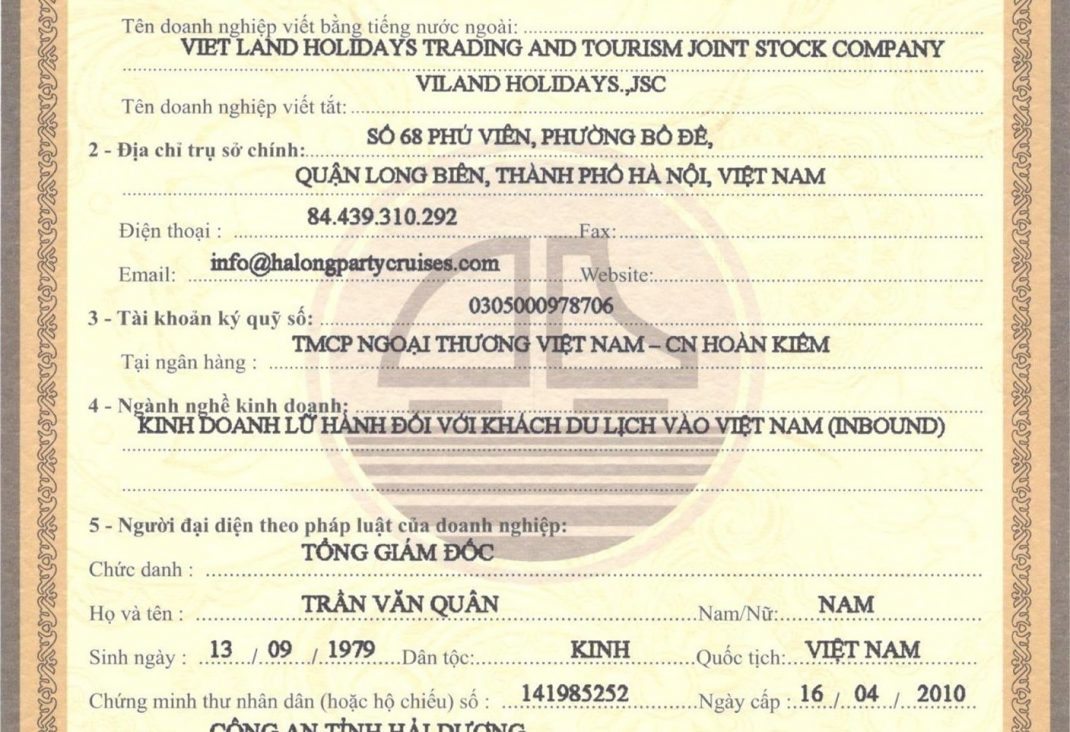 Tên doanh nghiệp viết bằng tiếng nước ngoài:
VIET LAND HOLIDAYS TRADING AND TOURISM JOINT STOCK COMPANY
VILAND HOLIDAYS.,JSC
Tên doanh nghiệp viết tắt:
SỐ 68 PHÚ VIÊN, PHƯỜNG BỒ ĐỀ,
2 - Địa chỉ trụ sở chính:
QUẬN LONG BIÊN, THÀNH PHỐ HÀ NỘI, VIỆT NAM
Điện thoại : 84.439.310.292 Fax:
Email: info@halongpartycruises.com Website:
3 - Tài khoản ký quỹ số: 0305000978706
Tại ngân hàng : TMCP NGOẠI THƯƠNG VIỆT NAM – CN HOÀN KIẾM
4 - Ngành nghề kinh doanh:
KINH DOANH LỮ HÀNH ĐỐI VỚI KHÁCH DU LỊCH VÀO VIỆT NAM (INBOUND)
5 - Người đại diện theo pháp luật của doanh nghiệp:
Chức danh : TỔNG GIÁM ĐỐC
Họ và tên : TRẦN VĂN QUÂN Nam/Nữ: NAM
Sinh ngày : 13 / 09 / 1979 Dân tộc: KINH Quốc tịch: VIỆT NAM
Chứng minh thư nhân dân (hoặc hộ chiếu) số : 141985252 Ngày cấp : 16 / 04 / 2010
CÔNG AN TỈNH HẢI DƯƠNG